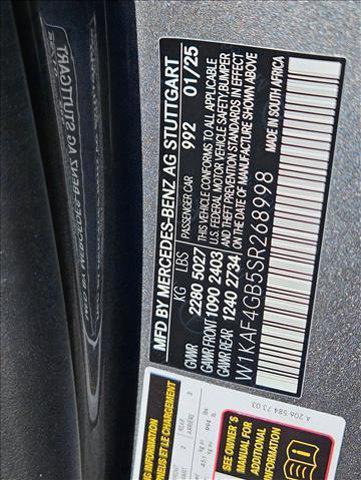 MFD BY MERCEDES-BENZ AG STUTTGART
PASSENGER CAR 992 01/25
KG LBS
GVWR 2280 5027
GAWR FRONT 1090 2403
GAWR REAR 1240 2734
THIS VEHICLE CONFORMS TO ALL APPLICABLE
U.S. FEDERAL MOTOR VEHICLE SAFETY, BUMPER
AND THEFT PREVENTION STANDARDS IN EFFECT
ON THE DATE OF MANUFACTURE SHOWN ABOVE
W1KAF4GB5SR268998
MADE IN SOUTH AFRICA
A 206 584 73 03
SEE OWNER'S
MANUAL FOR
ADDITIONAL
INFORMATION